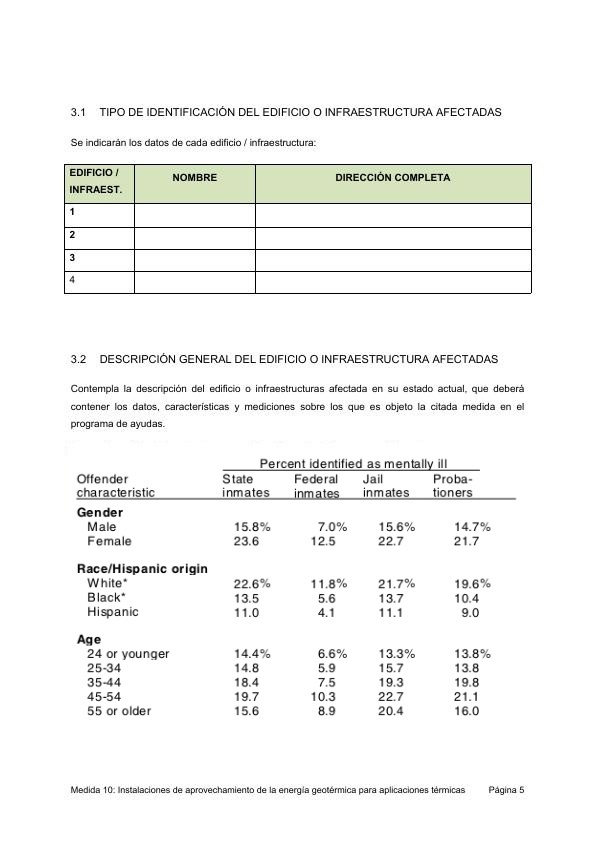 3.1 TIPO DE IDENTIFICACIÓN DEL EDIFICIO O INFRAESTRUCTURA AFECTADAS
Se indicarán los datos de cada edificio / infraestructura:
EDIFICIO / INFRAEST. NOMBRE DIRECCIÓN COMPLETA
1
2
3
4
3.2 DESCRIPCIÓN GENERAL DEL EDIFICIO O INFRAESTRUCTURA AFECTADAS
Contempla la descripción del edificio o infraestructuras afectada en su estado actual, que deberá
contener los datos, características y mediciones sobre los que es objeto la citada medida en el
programa de ayudas.
Percent identified as mentally ill
Offender State Federal Jail Proba-
characteristic inmates inmates inmates tioners
Gender
Male 15.8% 7.0% 15.6% 14.7%
Female 23.6 12.5 22.7 21.7
Race/Hispanic origin
White* 22.6% 11.8% 21.7% 19.6%
Black* 13.5 5.6 13.7 10.4
Hispanic 11.0 4.1 11.1 9.0
Age
24 or younger 14.4% 6.6% 13.3% 13.8%
25-34 14.8 5.9 15.7 13.8
35-44 18.4 7.5 19.3 19.8
45-54 19.7 10.3 22.7 21.1
55 or older 15.6 8.9 20.4 16.0
Medida 10: Instalaciones de aprovechamiento de la energía geotérmica para aplicaciones térmicas Página 5